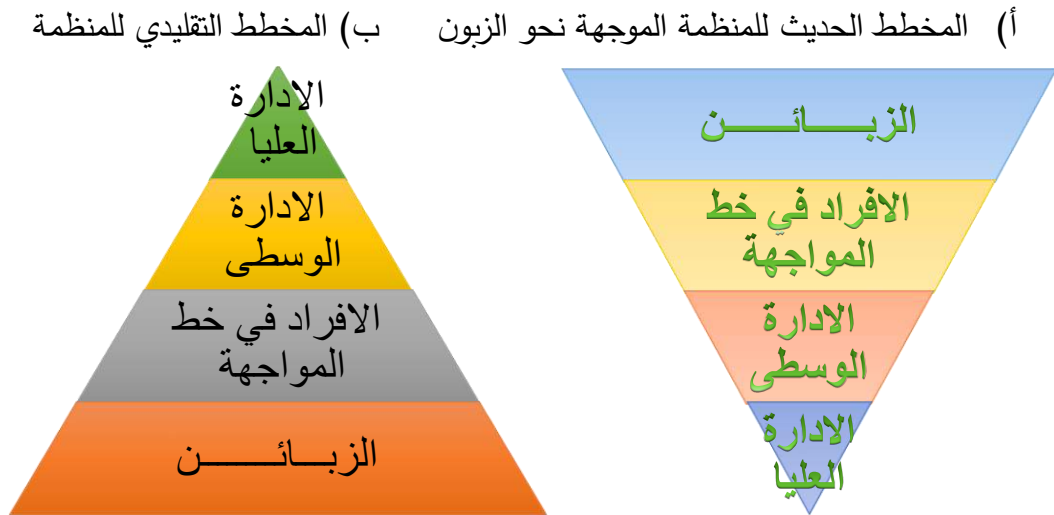 أ) المخطط الحديث للمنظمة الموجهة نحو الزبون
ب) المخطط التقليدي للمنظمة
الزبـــائـــــن
الافراد في خط
المواجهة
الادارة
الوسطى
الادارة
العليا
الادارة
العليا
الادارة
الوسطى
الافراد في خط
المواجهة
الزبـــائـــــن